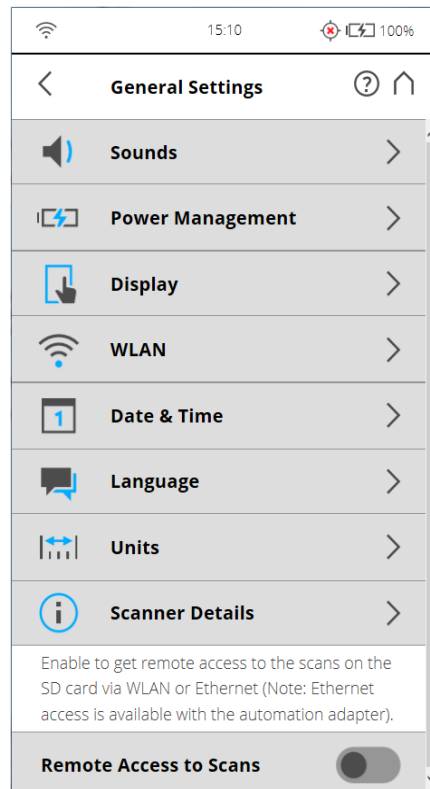 15:10 100%
General Settings
Sounds
Power Management
Display
WLAN
1 Date & Time
Language
Units
Scanner Details
Enable to get remote access to the scans on the
SD card via WLAN or Ethernet (Note: Ethernet
access is available with the automation adapter).
Remote Access to Scans